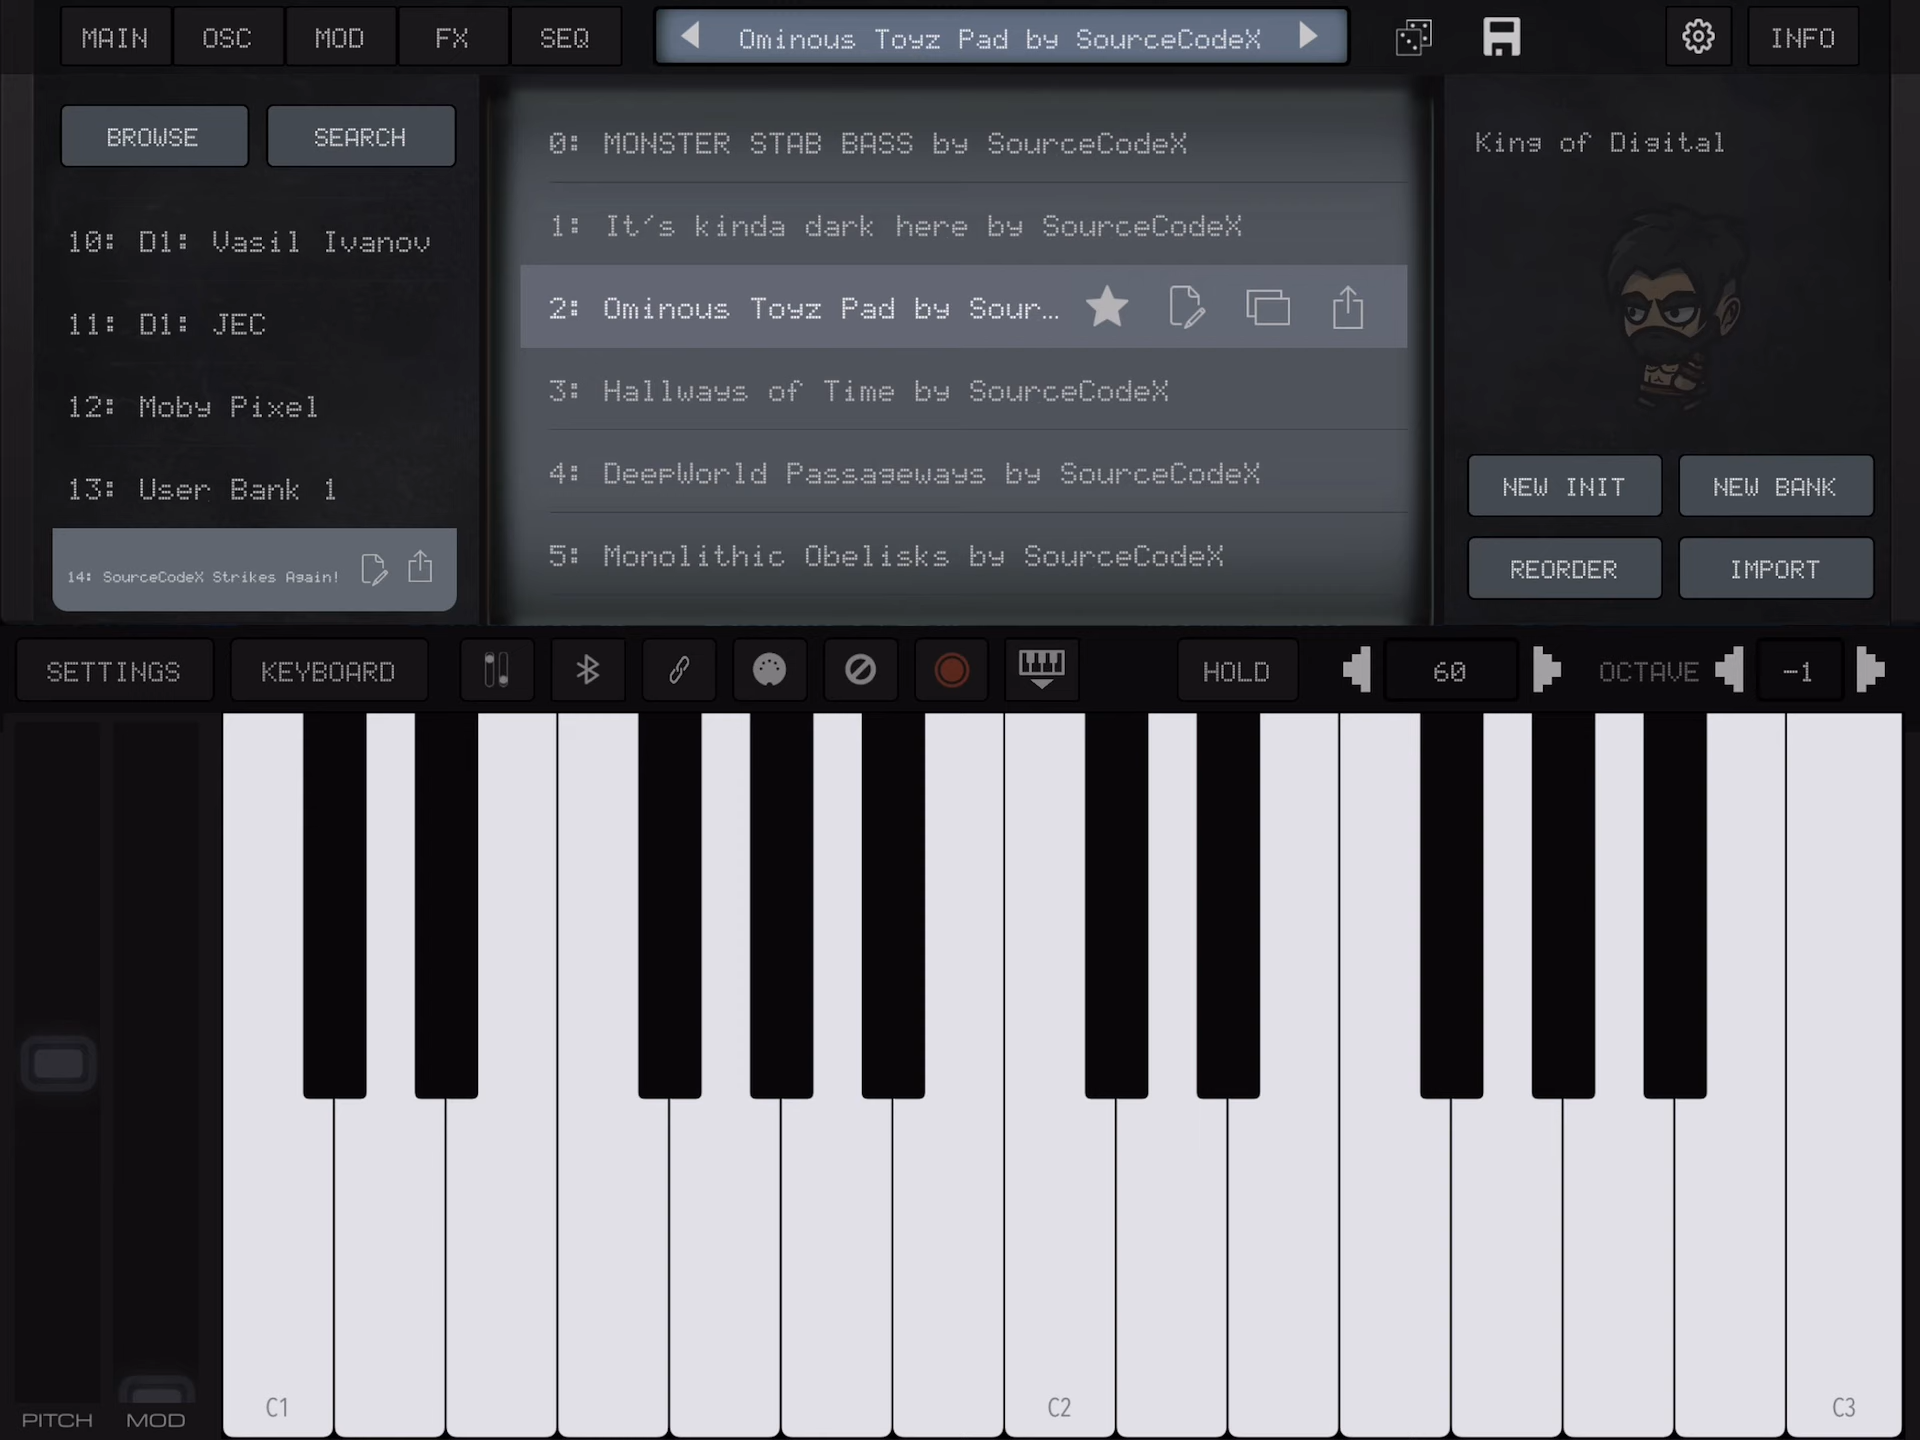 MAIN OSC MOD FX SEQ Ominous Toyz Pad by SourceCodeX INFO
BROWSE SEARCH
10: D1: Vasil Ivanov
11: D1: JEC
12: Moby Pixel
13: User Bank 1
14: SourceCodeX Strikes Again!
0: MONSTER STAB BASS by SourceCodeX
1: It's kinda dark here by SourceCodeX
2: Ominous Toyz Pad by Sour...
3: Hallways of Time by SourceCodeX
4: DeepWorld Passageways by SourceCodeX
5: Monolithic Obelisks by SourceCodeX
King of Digital
NEW INIT NEW BANK
REORDER IMPORT
SETTINGS KEYBOARD HOLD 60 OCTAVE -1
C1 C2 C3
PITCH MOD